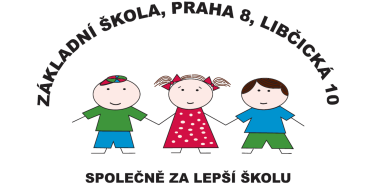 ZÁKLADNÍ ŠKOLA, PRAHA 8, LIBČICKÁ 10
SPOLEČNĚ ZA LEPŠÍ ŠKOLU